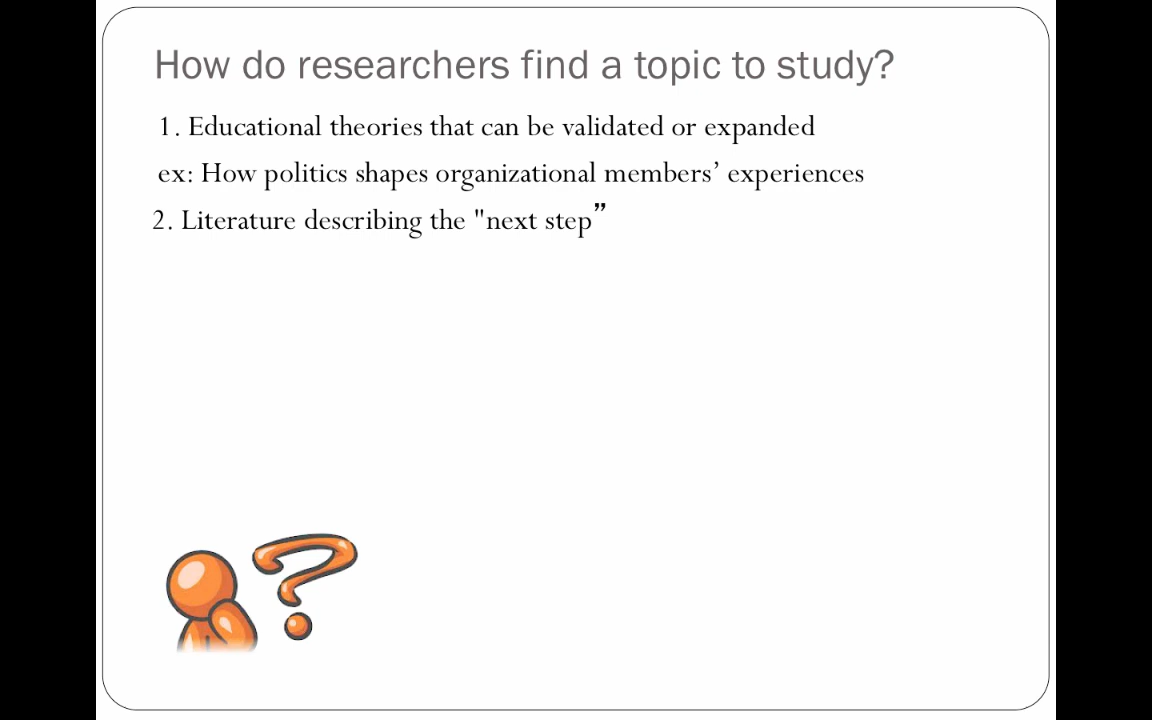 How do researchers find a topic to study?
1. Educational theories that can be validated or expanded
ex: How politics shapes organizational members’ experiences
2. Literature describing the "next step”